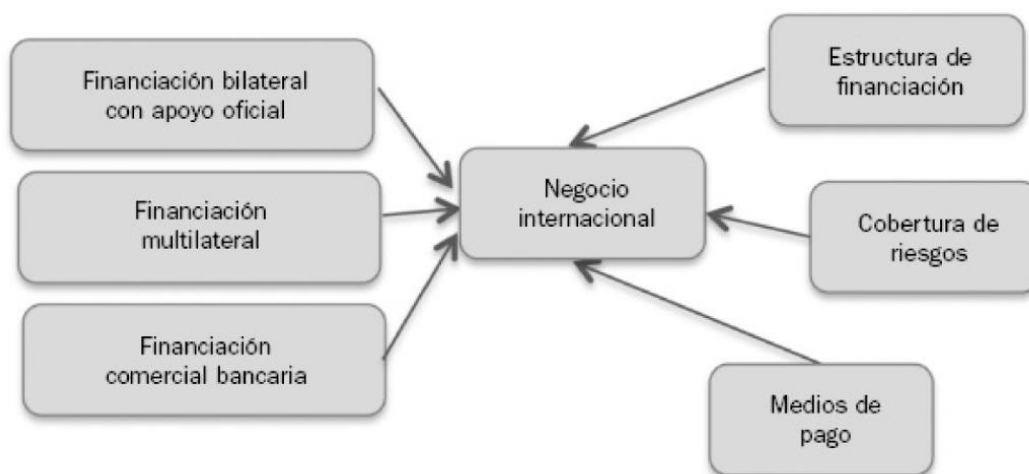 Financiación bilateral
con apoyo oficial
Financiación
multilateral
Financiación
comercial bancaria
Negocio
internacional
Estructura de
financiación
Cobertura de
riesgos
Medios de
pago